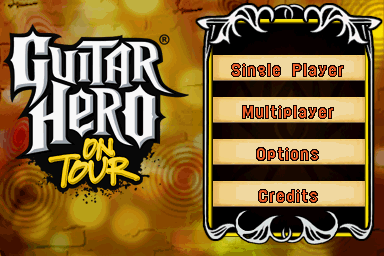 GUITAR HERO®
ON TOUR
Single Player
Multiplayer
Options
Credits